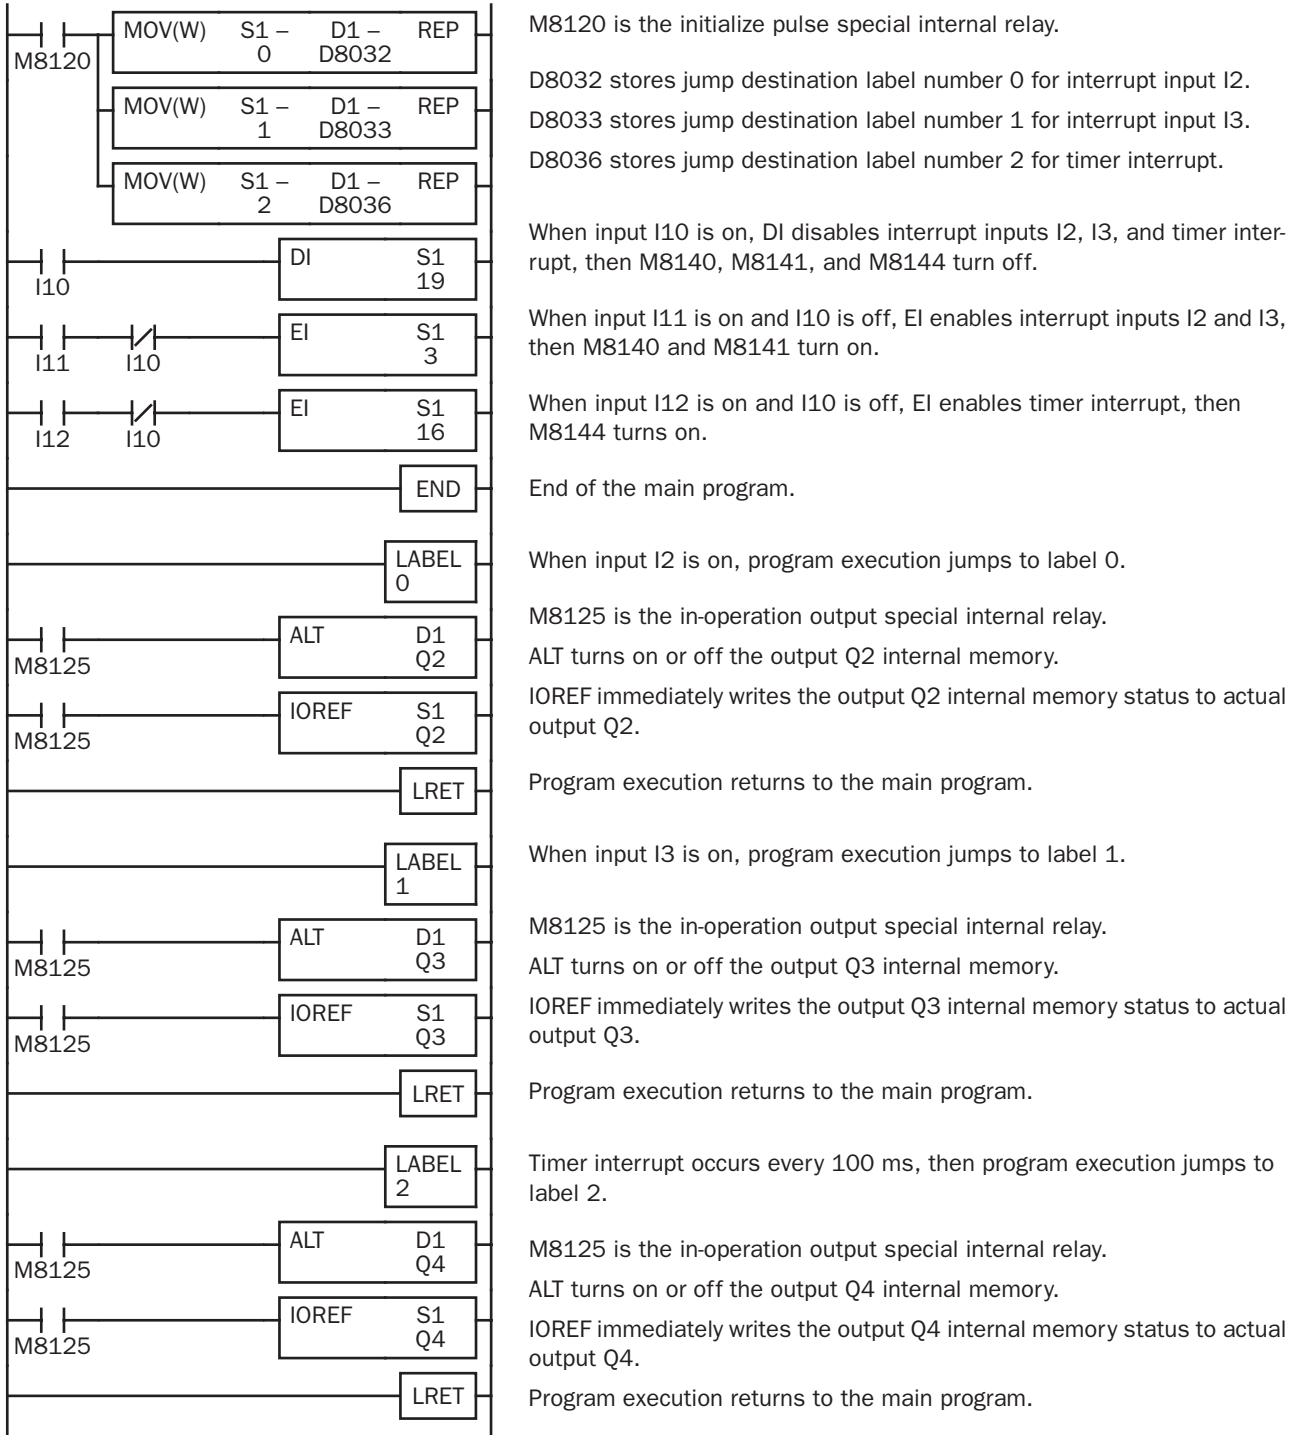 MOV(W) S1 – D1 – REP
0 D8032
M8120
M8120 is the initialize pulse special internal relay.
D8032 stores jump destination label number 0 for interrupt input I2.
MOV(W) S1 – D1 – REP
1 D8033
D8033 stores jump destination label number 1 for interrupt input I3.
D8036 stores jump destination label number 2 for timer interrupt.
MOV(W) S1 – D1 – REP
2 D8036
DI S1
19
I10
When input I10 is on, DI disables interrupt inputs I2, I3, and timer inter-
rupt, then M8140, M8141, and M8144 turn off.
EI S1
3
I11 I10
When input I11 is on and I10 is off, EI enables interrupt inputs I2 and I3,
then M8140 and M8141 turn on.
EI S1
16
I12 I10
When input I12 is on and I10 is off, EI enables timer interrupt, then
M8144 turns on.
END
End of the main program.
LABEL
0
When input I2 is on, program execution jumps to label 0.
M8125 is the in-operation output special internal relay.
ALT D1
Q2
M8125
ALT turns on or off the output Q2 internal memory.
IOREF S1
Q2
M8125
IOREF immediately writes the output Q2 internal memory status to actual
output Q2.
LRET
Program execution returns to the main program.
LABEL
1
When input I3 is on, program execution jumps to label 1.
M8125 is the in-operation output special internal relay.
ALT D1
Q3
M8125
ALT turns on or off the output Q3 internal memory.
IOREF S1
Q3
M8125
IOREF immediately writes the output Q3 internal memory status to actual
output Q3.
LRET
Program execution returns to the main program.
LABEL
2
Timer interrupt occurs every 100 ms, then program execution jumps to
label 2.
ALT D1
Q4
M8125
M8125 is the in-operation output special internal relay.
ALT turns on or off the output Q4 internal memory.
IOREF S1
Q4
M8125
IOREF immediately writes the output Q4 internal memory status to actual
output Q4.
LRET
Program execution returns to the main program.